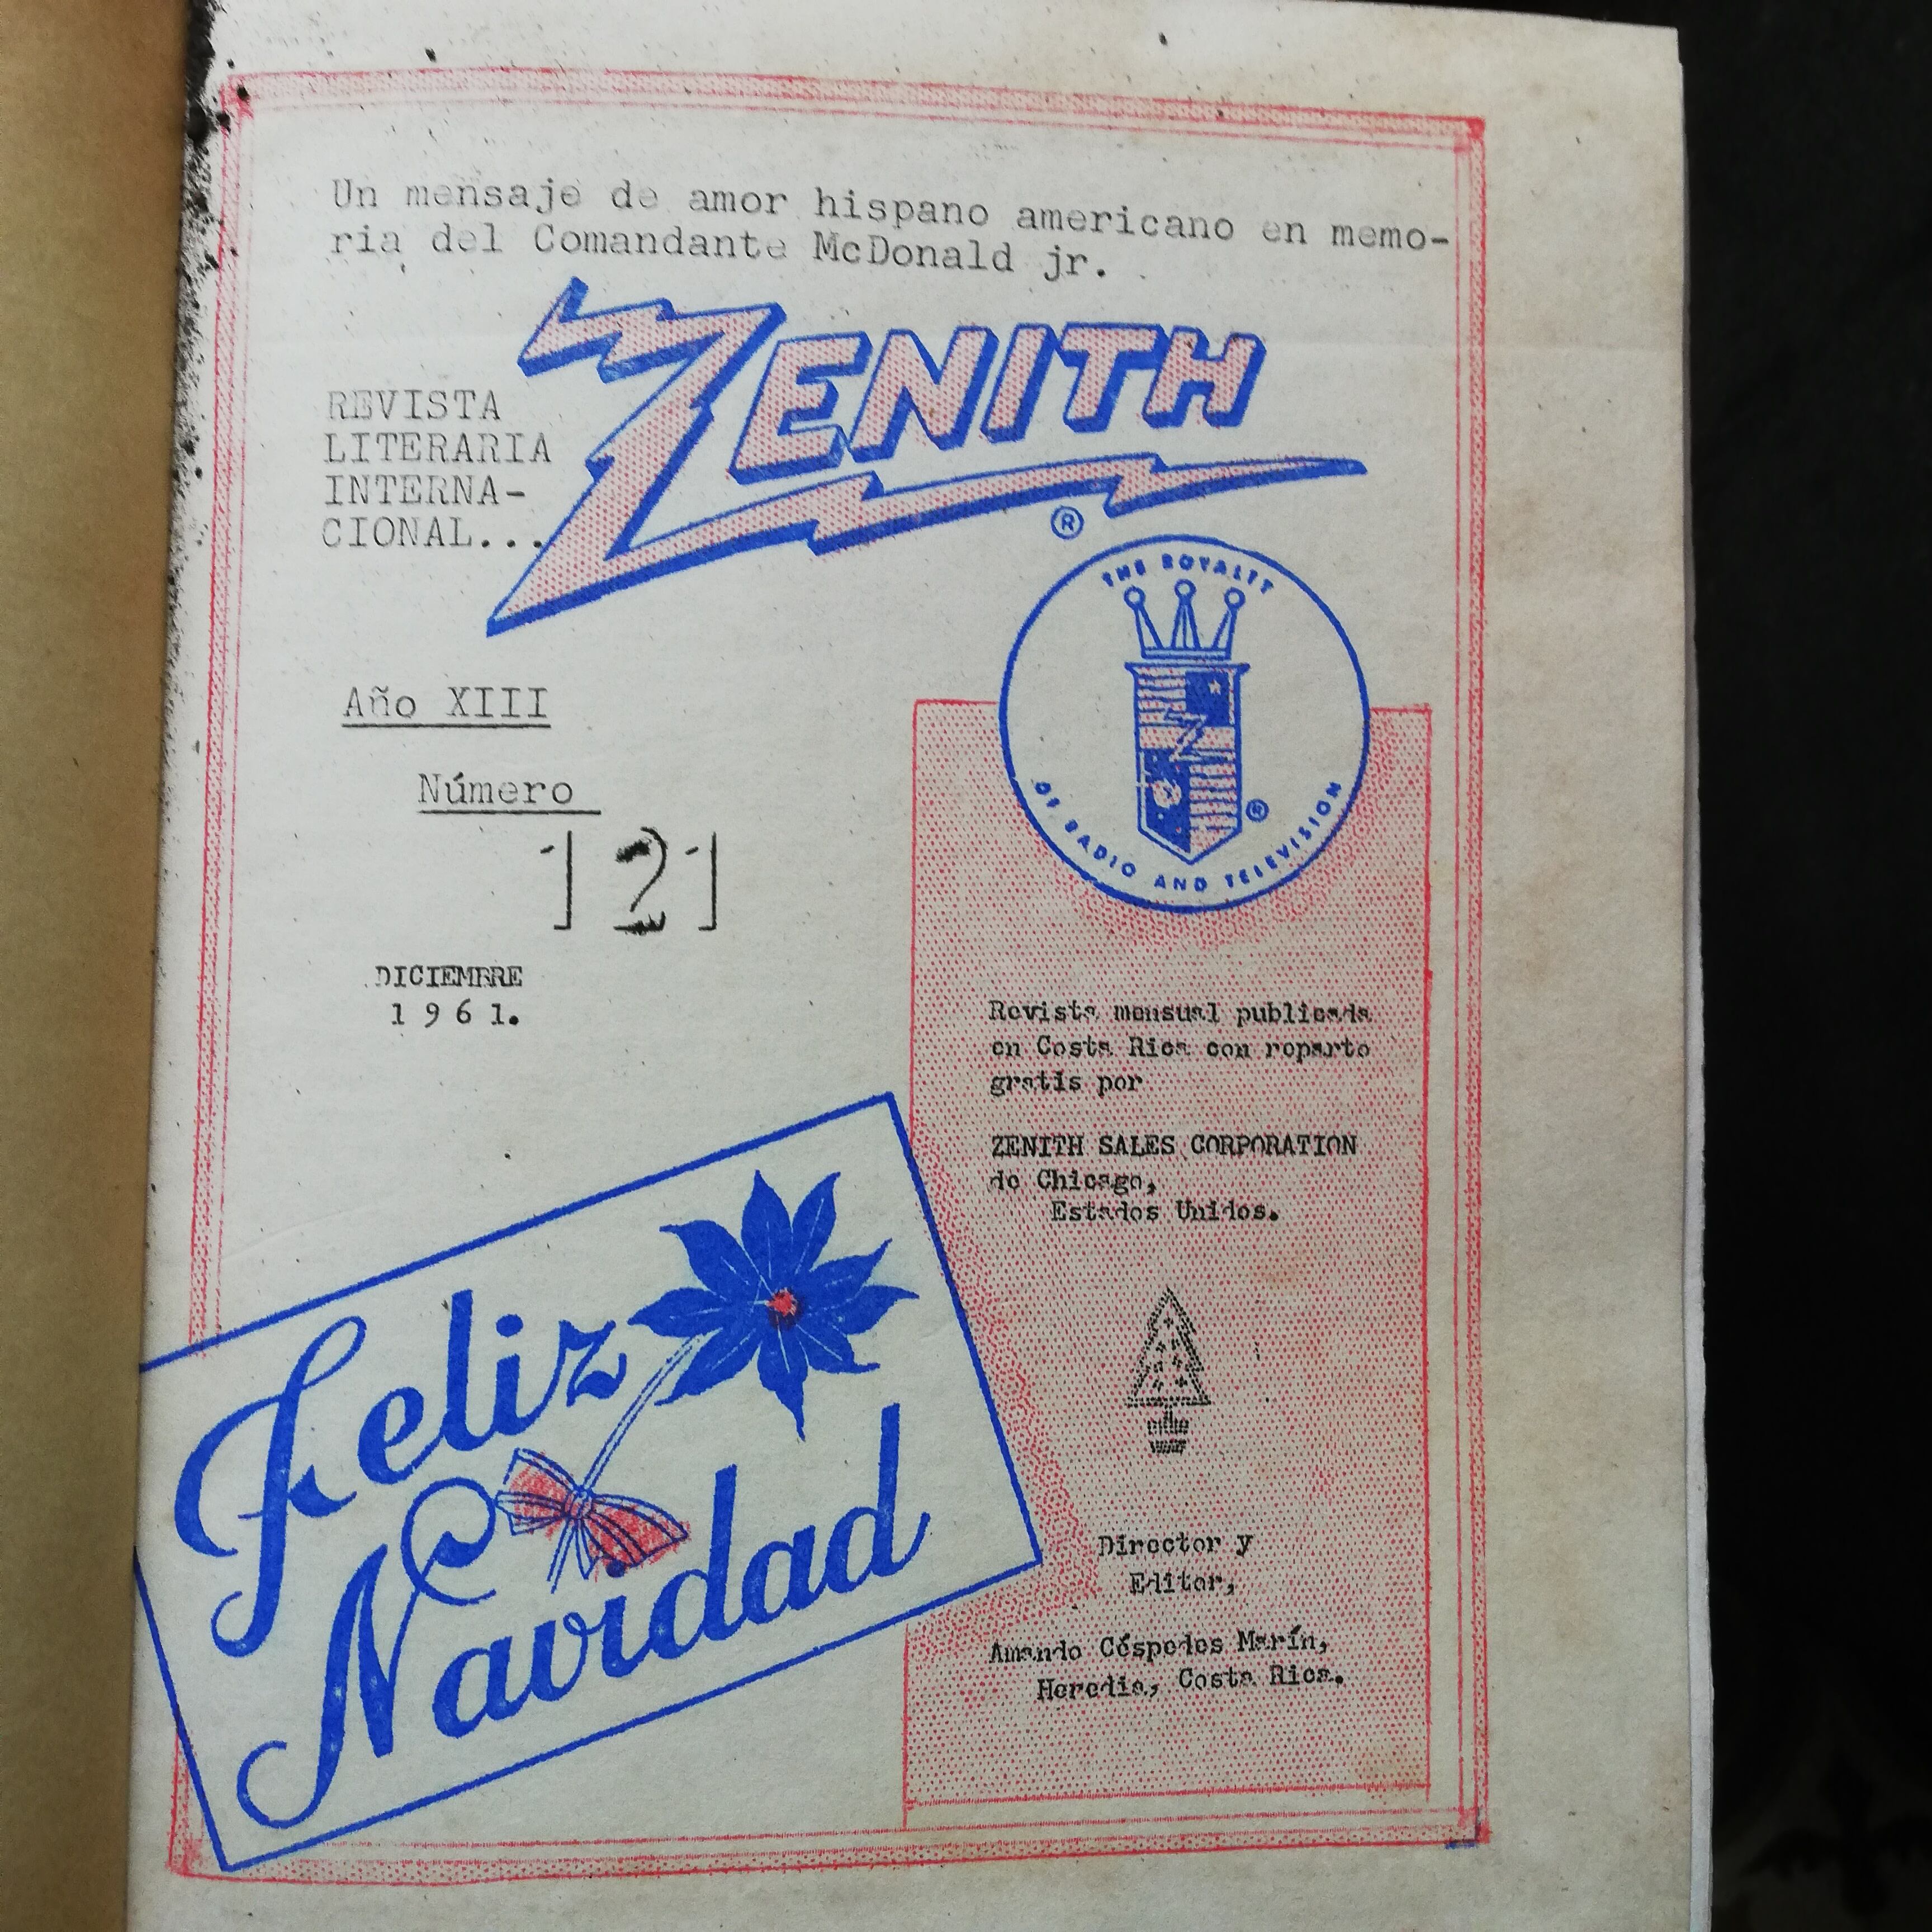 Un mensaje de amor hispano americano en memo-
ria del Comandante McDonald jr.
ZENITH
®
REVISTA
LITERARIA
INTERNA-
CIONAL...
THE ROYALTY
Z
®
OF RADIO AND TELEVISION
Año XIII
Número
121
DICIEMBRE
1961.
Revista mensual publicada
en Costa Rica con reparto
gratis por
ZENITH SALES CORPORATION
de Chicago,
Estados Unidos.
Feliz
Navidad
Director y
Editor,
Amando Céspedes Marín,
Heredia, Costa Rica.